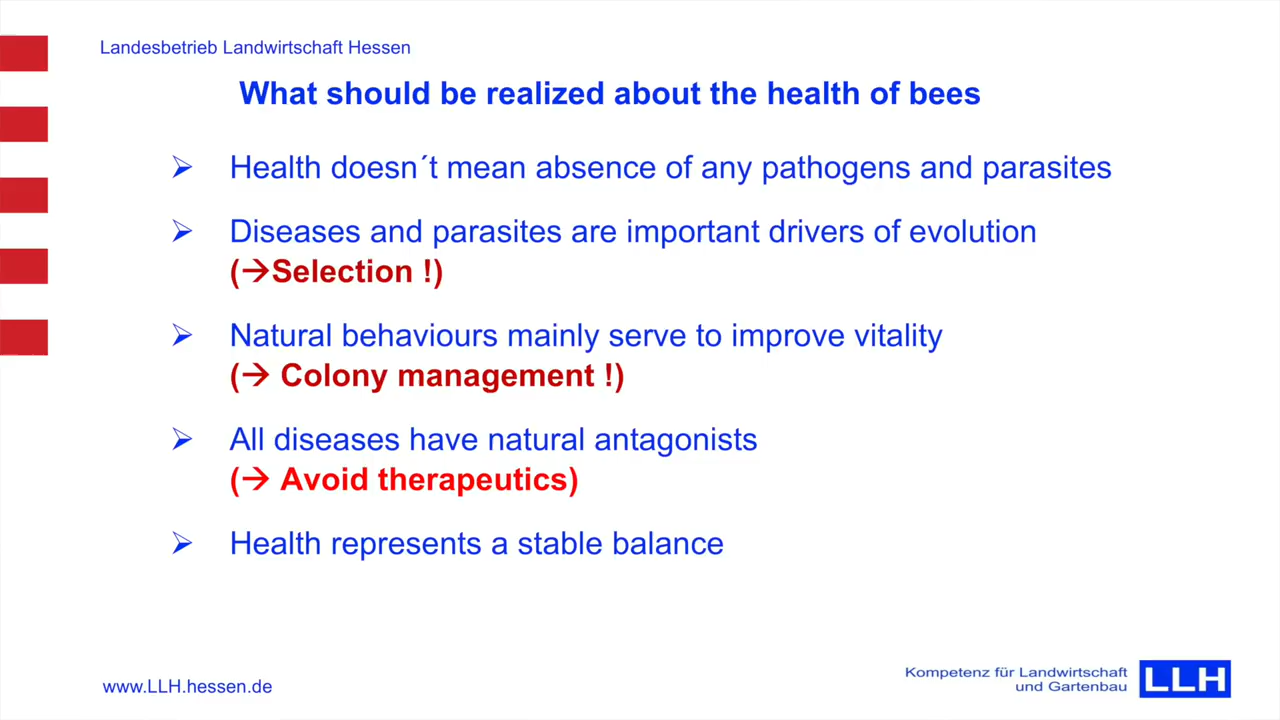 Landesbetrieb Landwirtschaft Hessen
What should be realized about the health of bees
➢ Health doesn´t mean absence of any pathogens and parasites
➢ Diseases and parasites are important drivers of evolution
(→Selection !)
➢ Natural behaviours mainly serve to improve vitality
(→ Colony management !)
➢ All diseases have natural antagonists
(→ Avoid therapeutics)
➢ Health represents a stable balance
www.LLH.hessen.de
Kompetenz für Landwirtschaft
und Gartenbau
LLH